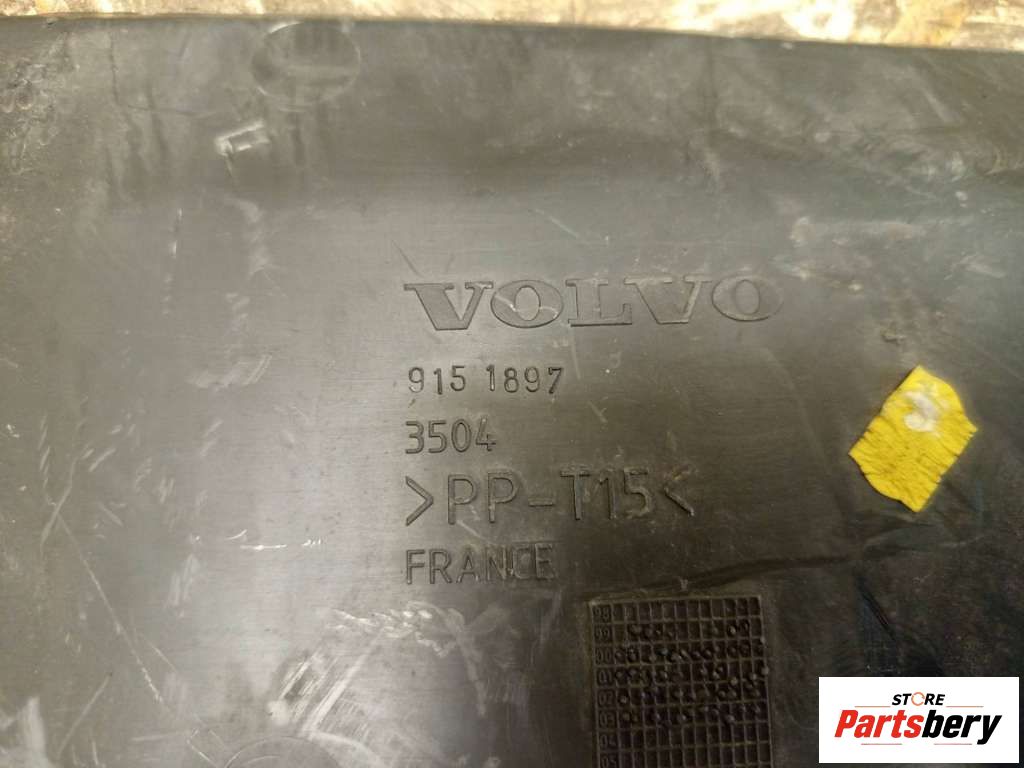 VOLVO
915 1897
3504
>PP-T15<
FRANCE
STORE
Partsbery